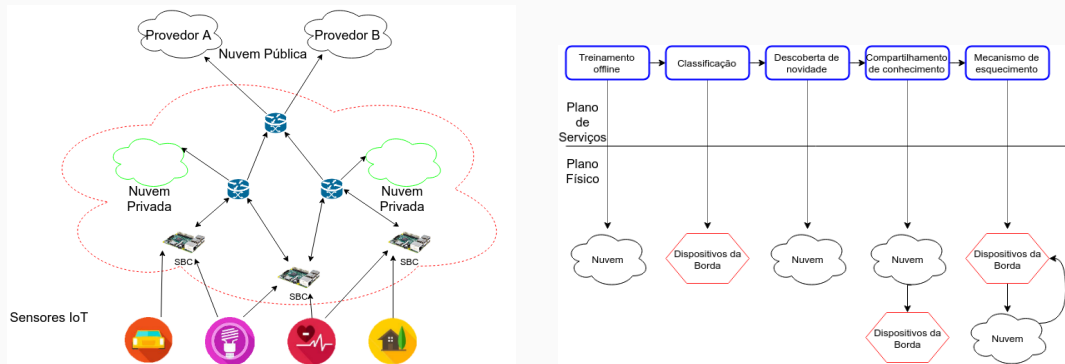 Provedor A
Provedor B
Nuvem Pública
Nuvem
Privada
Nuvem
Privada
SBC
SBC
SBC
Sensores IoT
Treinamento
offline
Classificação
Descoberta de
novidade
Compartilhamento
de conhecimento
Mecanismo de
esquecimento
Plano
de
Serviços
Plano
Físico
Nuvem
Dispositivos da
Borda
Nuvem
Nuvem
Dispositivos da
Borda
Dispositivos da
Borda
Nuvem